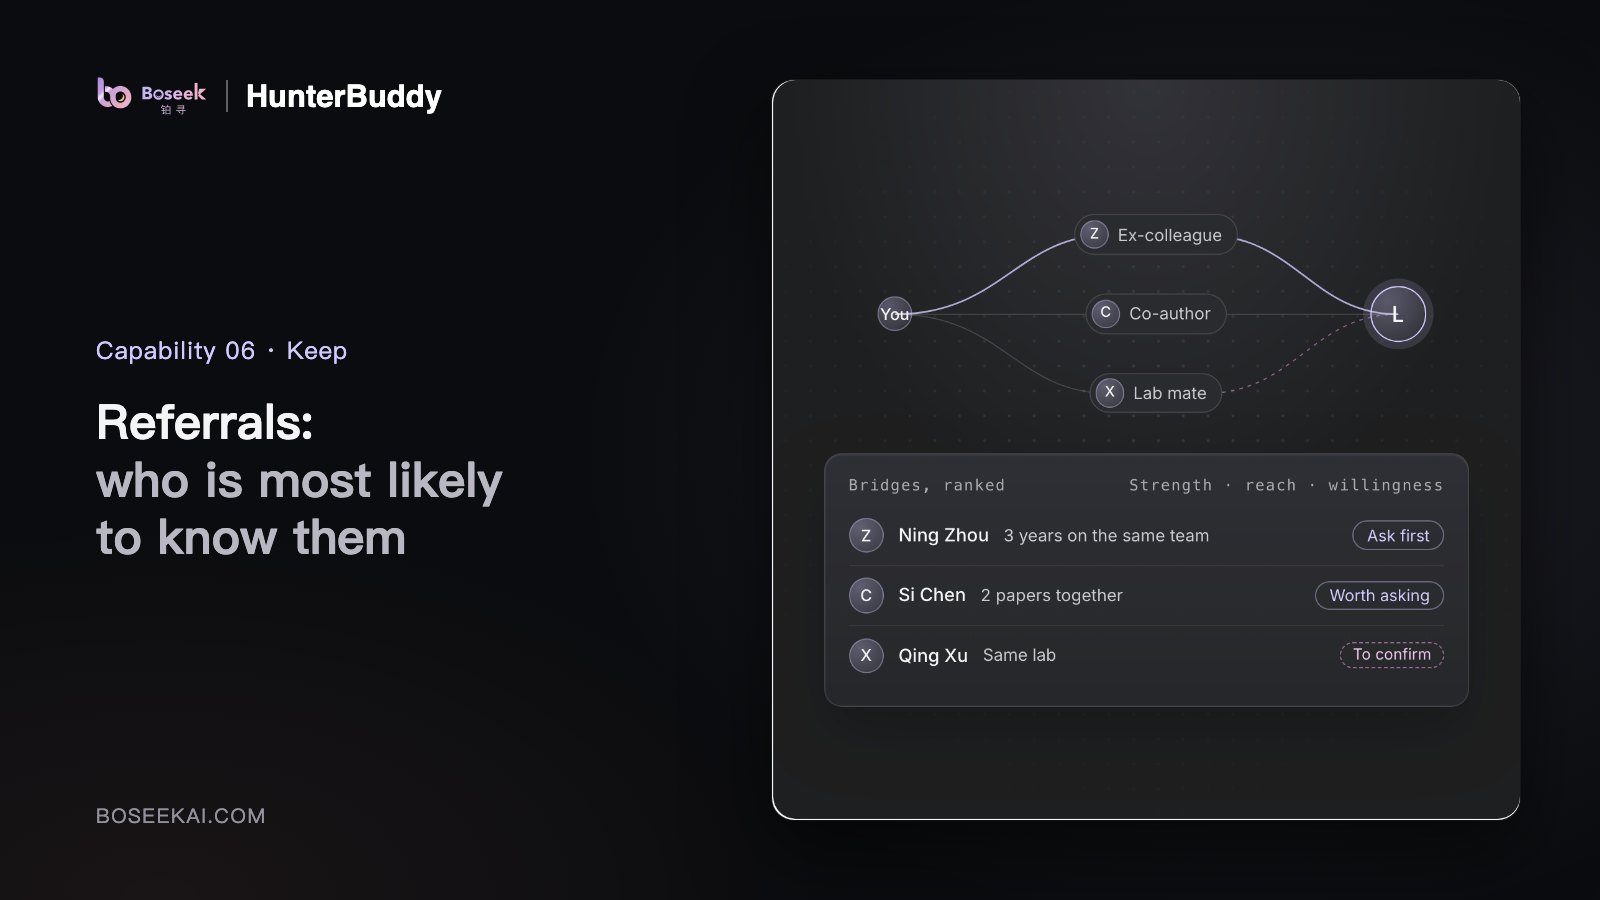 Boseek
铂寻
HunterBuddy
Capability 06 · Keep
Referrals:
who is most likely
to know them
BOSEEKAI.COM
Z Ex-colleague
You
C Co-author
L
X Lab mate
Bridges, ranked
Strength · reach · willingness
Z Ning Zhou 3 years on the same team Ask first
C Si Chen 2 papers together Worth asking
X Qing Xu Same lab To confirm